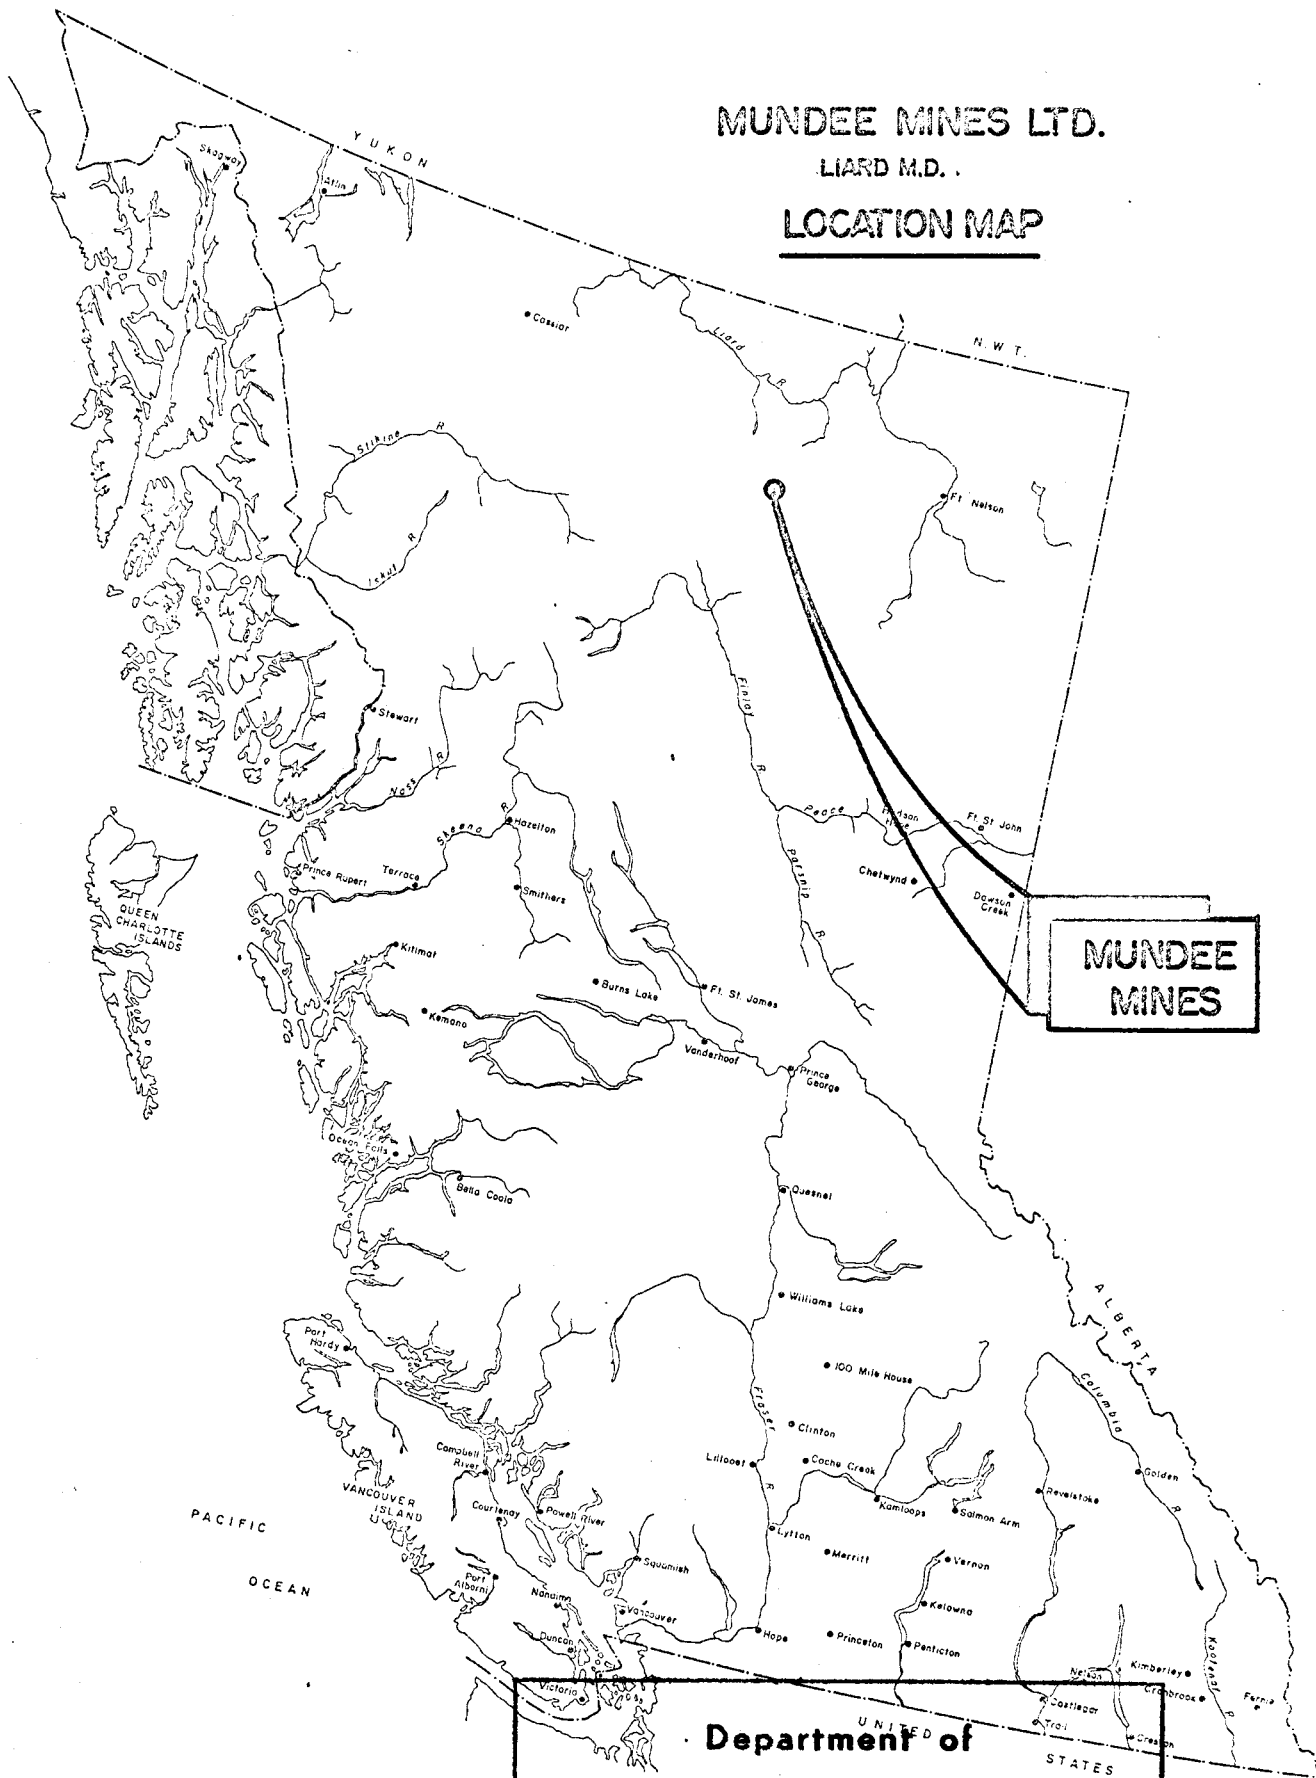 MUNDEE MINES LTD.
LIARD M.D.
LOCATION MAP
YUKON
Skagway
Atlin
Cassiar
Liard R
N.W.T.
Stikine R
Ft Nelson
Iskut R
Finlay R
Stewart
Nass R
Peace
Hudson
Hope
Ft. St John
Skeena R
Hazelton
Prince Rupert
Terrace
Smithers
Parsnip R
Chetwynd
Dawson
Creek
QUEEN
CHARLOTTE
ISLANDS
Kitimat
MUNDEE
MINES
Burns Lake
Ft. St. James
Kemano
Vanderhoof
Prince
George
Ocean Falls
Bella Coola
Quesnel
Williams Lake
ALBERTA
Port
Hardy
100 Mile House
Fraser R
Columbia R
Clinton
Campbell
River
Lillooet
Cache Creek
Golden
VANCOUVER
ISLAND
Courtenay
Powell River
Kamloops
Salmon Arm
Revelstoke
PACIFIC
OCEAN
Lytton
Squamish
Merritt
Vernon
Port
Alberni
Nanaimo
Vancouver
Kelowna
Duncan
Hope
Princeton
Penticton
Nelson
Kimberley
Kootenay R
Victoria
Castlegar
Cranbrook
Fernie
Trail
Creston
UNITED
STATES
Department of